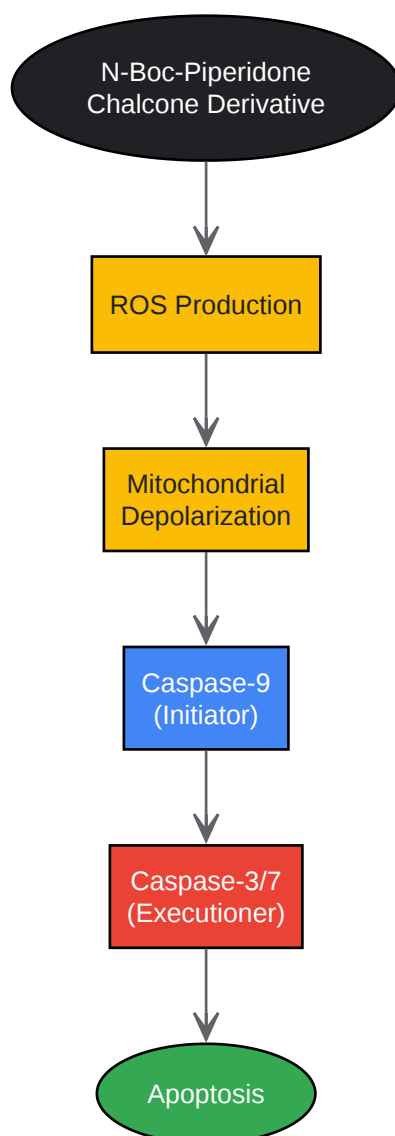 N-Boc-Piperidone
Chalcone Derivative
ROS Production
Mitochondrial
Depolarization
Caspase-9
(Initiator)
Caspase-3/7
(Executioner)
Apoptosis